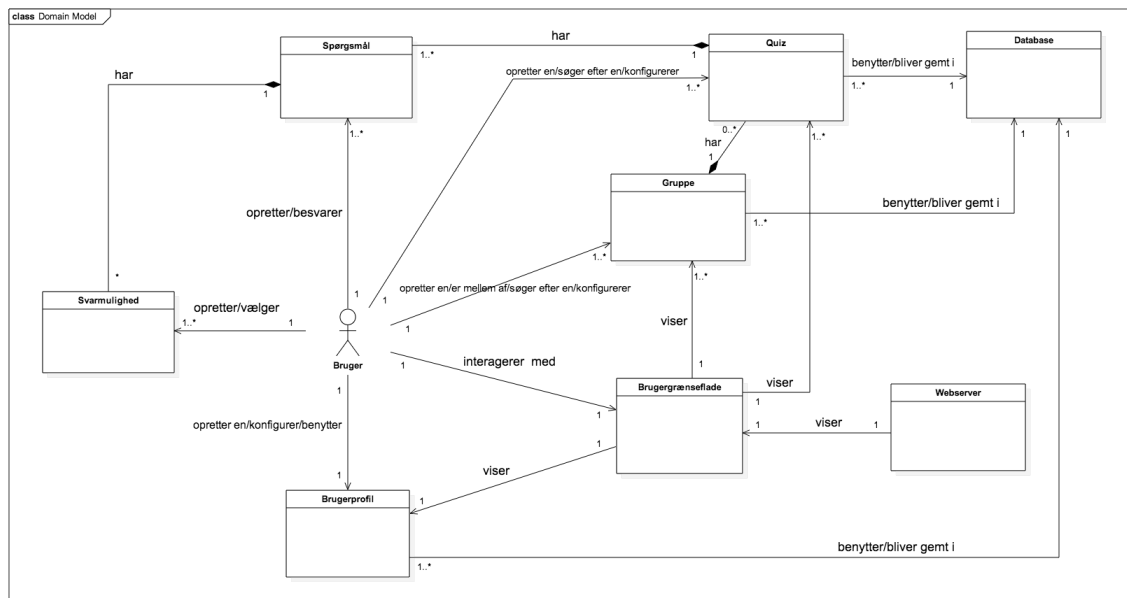 class Domain Model
Spørgsmål
har
1..*
1
Quiz
benytter/bliver gemt i
1..*
1
Database
har
1
opretter en/søger efter en/konfigurerer
1..*
1..*
0..*
1..*
1
1
har
1
Gruppe
benytter/bliver gemt i
1..*
opretter/besvarer
1..*
opretter en/er mellem af/søger efter en/konfigurerer
1..*
*
Svarmulighed
opretter/vælger
1..*
1
1
1
1
viser
Bruger
1
interagerer med
1
1
Brugergrænseflade
viser
1
Webserver
1
opretter en/konfigurer/benytter
1
viser
1
1
viser
1
1
1
Brugerprofil
benytter/bliver gemt i
1..*